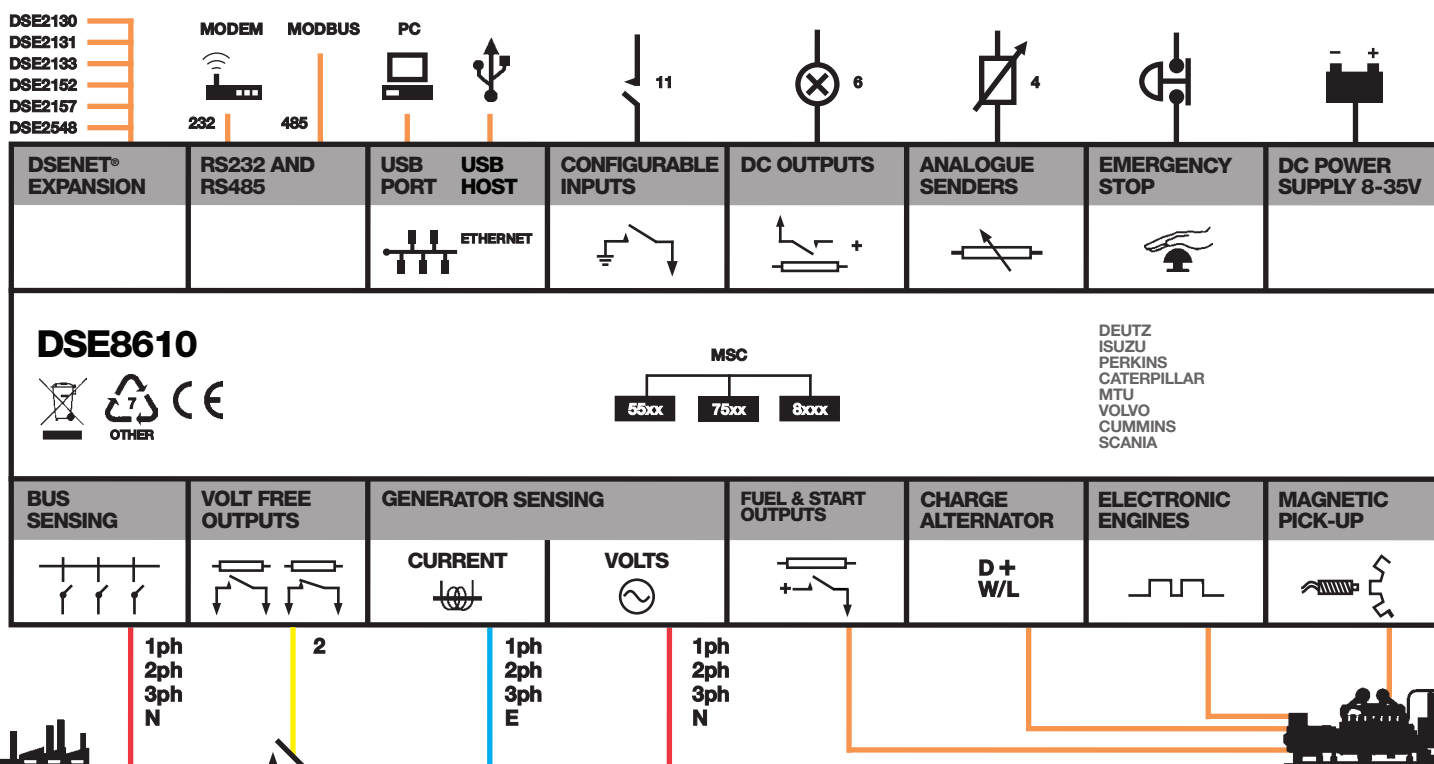 DSE2130
DSE2131
DSE2133
DSE2152
DSE2157
DSE2548
MODEM
232
MODBUS
485
PC
11
6
4
- +
DSENET®
EXPANSION
RS232 AND
RS485
USB
PORT
USB
HOST
ETHERNET
CONFIGURABLE
INPUTS
DC OUTPUTS
+
ANALOGUE
SENDERS
EMERGENCY
STOP
DC POWER
SUPPLY 8-35V
DSE8610
7
OTHER
CE
MSC
55xx
75xx
8xxx
DEUTZ
ISUZU
PERKINS
CATERPILLAR
MTU
VOLVO
CUMMINS
SCANIA
BUS
SENSING
VOLT FREE
OUTPUTS
GENERATOR SENSING
CURRENT
VOLTS
FUEL & START
OUTPUTS
+
CHARGE
ALTERNATOR
D+
W/L
ELECTRONIC
ENGINES
MAGNETIC
PICK-UP
1ph
2ph
3ph
N
2
1ph
2ph
3ph
E
1ph
2ph
3ph
N